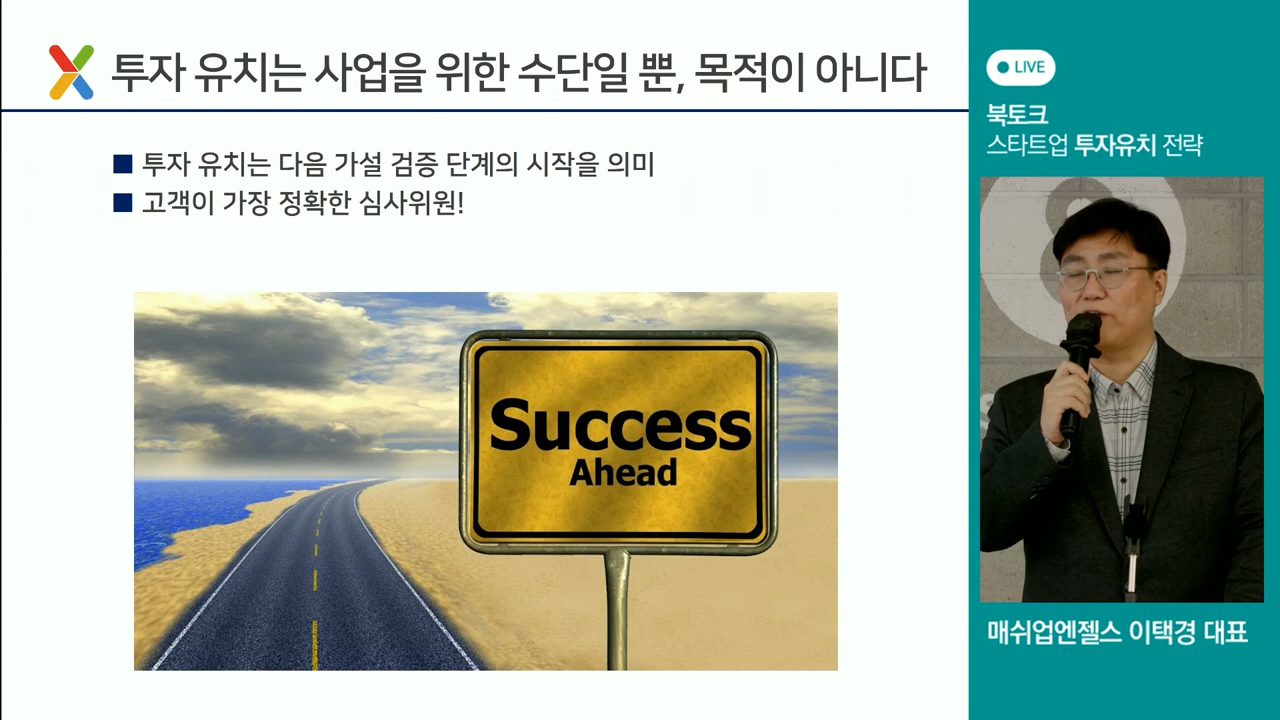 투자 유치는 사업을 위한 수단일 뿐, 목적이 아니다
투자 유치는 다음 가설 검증 단계의 시작을 의미
고객이 가장 정확한 심사위원!
Success
Ahead
LIVE
북토크
스타트업 투자유치 전략
매쉬업엔젤스 이택경 대표